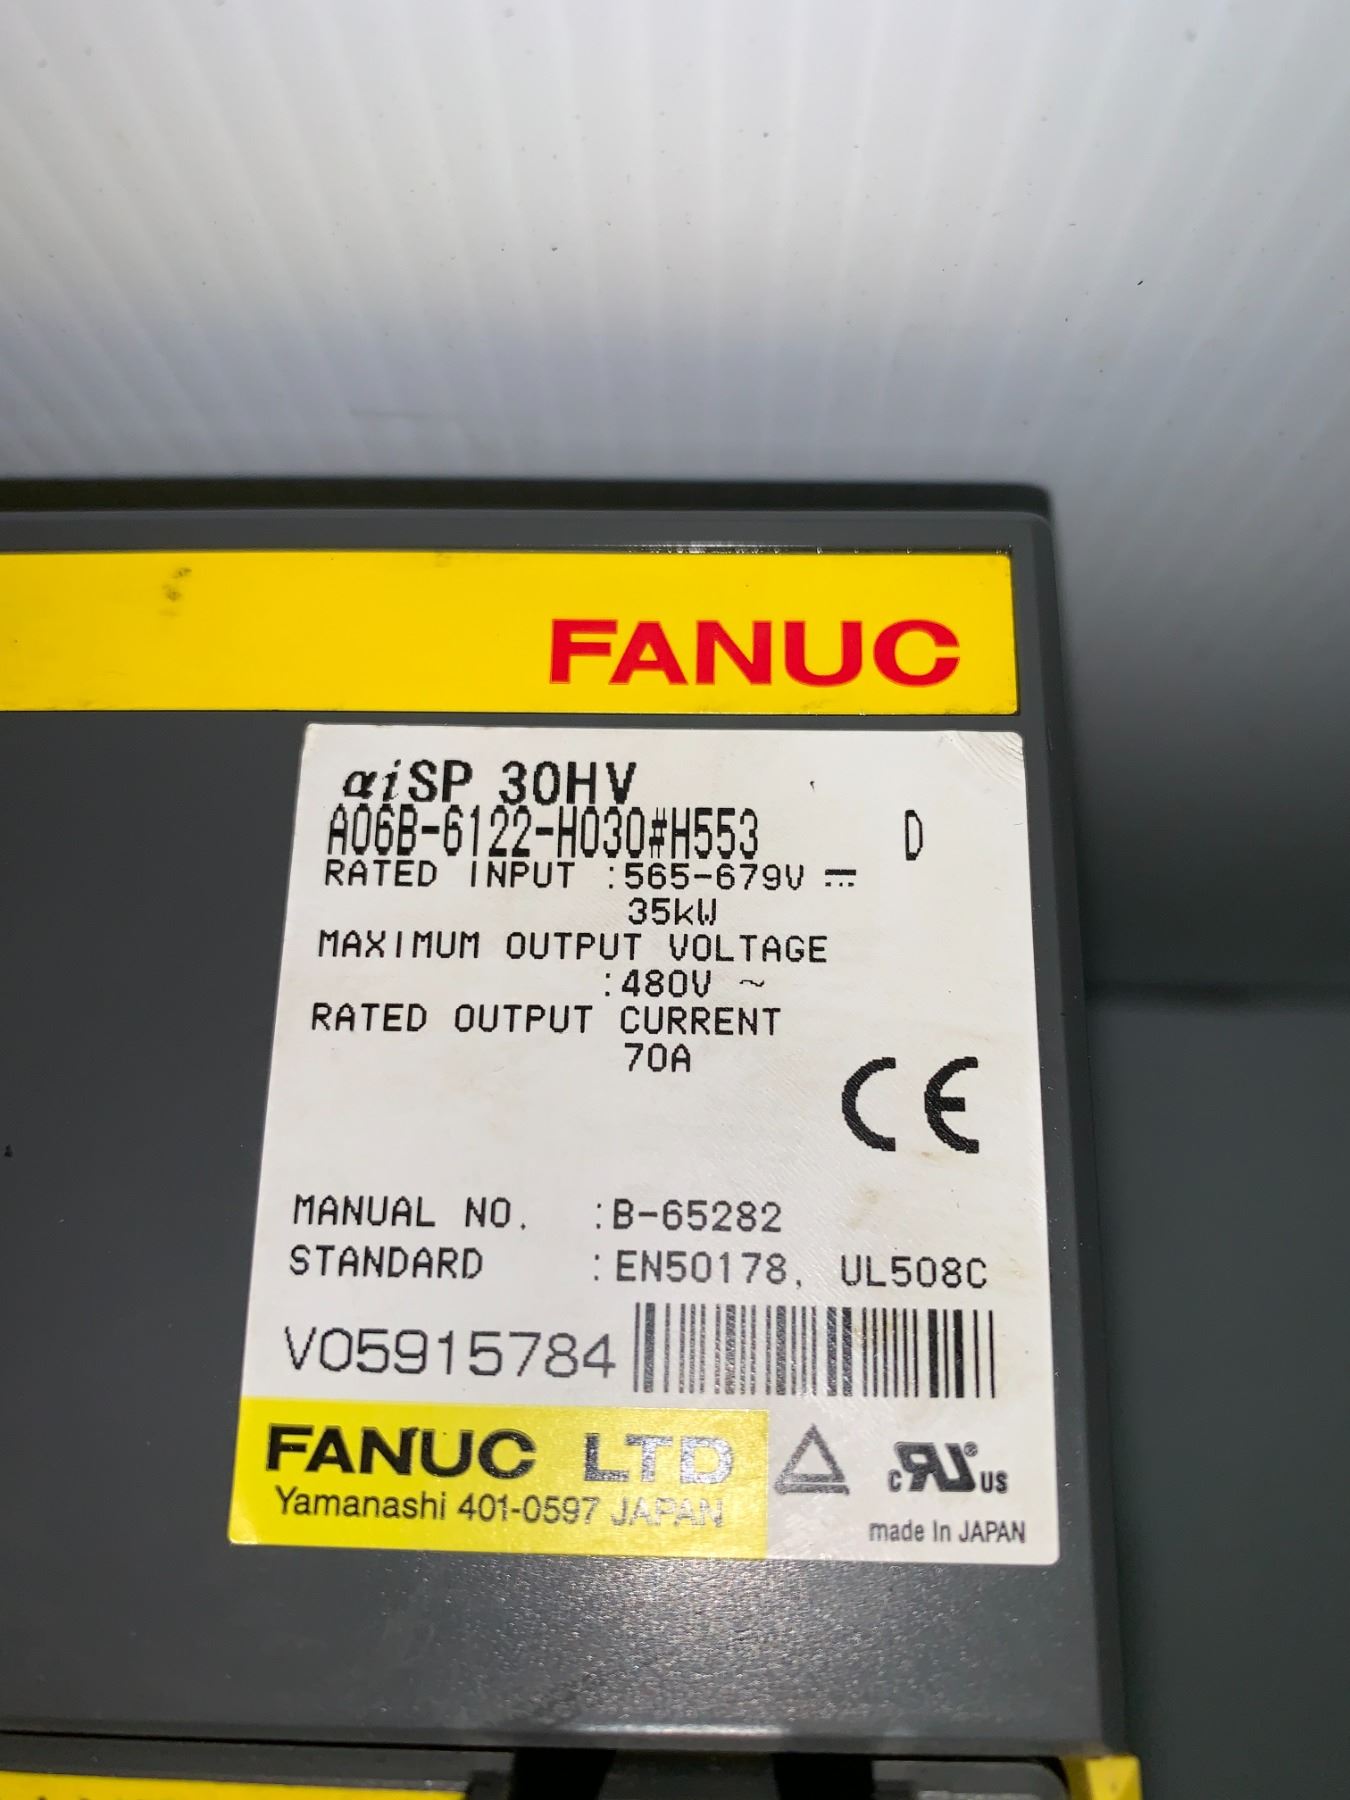 FANUC
αiSP 30HV
A06B-6122-H030#H553 D
RATED INPUT :565-679V ⎓
35kW
MAXIMUM OUTPUT VOLTAGE
:480V ~
RATED OUTPUT CURRENT
70A
CE
MANUAL NO. :B-65282
STANDARD :EN50178, UL508C
V05915784
FANUC LTD
Yamanashi 401-0597 JAPAN
c RU ® US
made In JAPAN